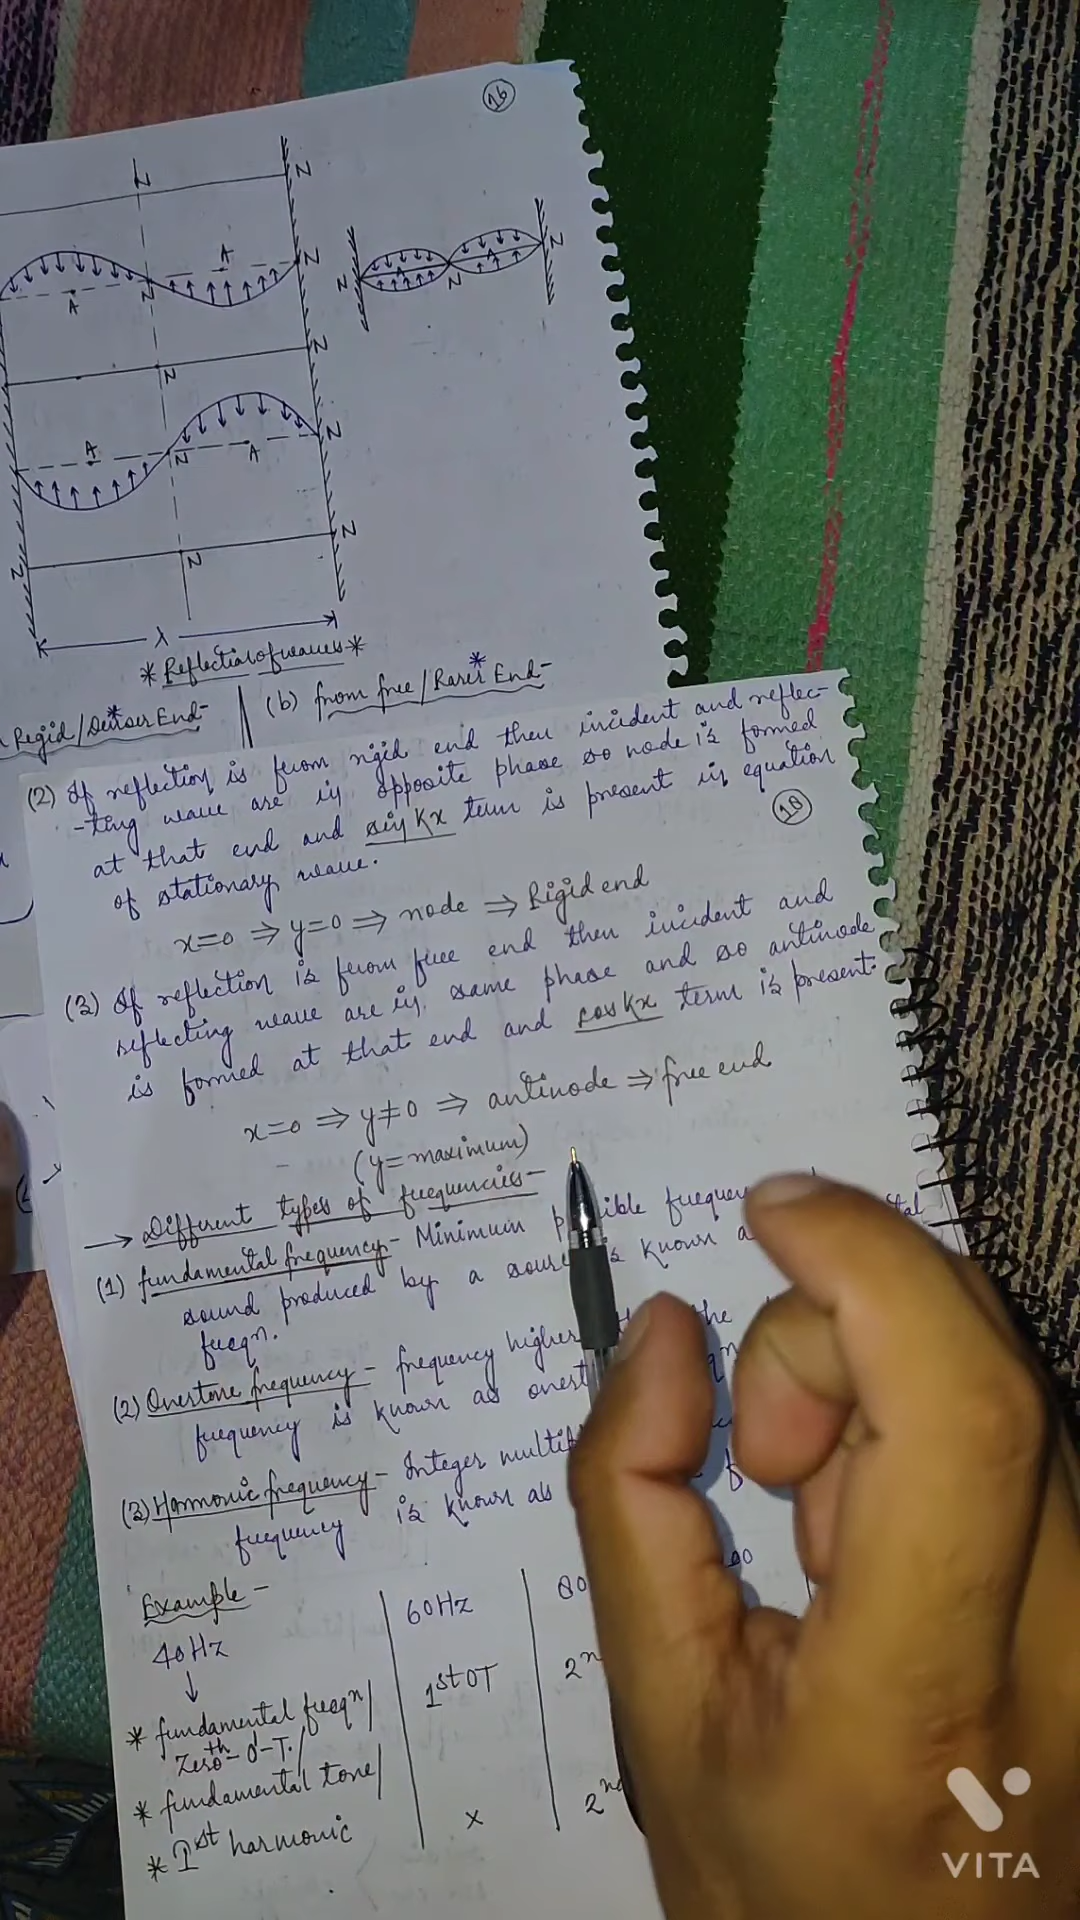 16
N
N
A
N
N
A
N
N
N
N
N
A
N
N
A
N
N
N
N
λ
* Reflection of waves *
Rigid/Denser End-
(b) from free/Rarer End-
(2) If reflection is from rigid end then incident and reflec-
-ting wave are in opposite phase so node is formed
at that end and sin Kx term is present in equation
of stationary wave.
18
x=0 ⇒ y=0 ⇒ node ⇒ Rigid end
(3) If reflection is from free end then incident and
reflecting wave are in same phase and so antinode
is formed at that end and cos Kx term is present.
x=0 ⇒ y≠0 ⇒ antinode ⇒ free end
(y=maximum)
→ Different types of frequencies-
(1) fundamental frequency- Minimum
sound produced by a known
freqn.
(2) Overtone frequency- frequency higher the
frequency is known as
(3) Harmonic frequency- Integer
frequency is known as
Example-
40Hz
60Hz
↓
* fundamental freqn/
Zeroth-O-T./
1st OT
* fundamental tone/
* Ist harmonic
x
VITA